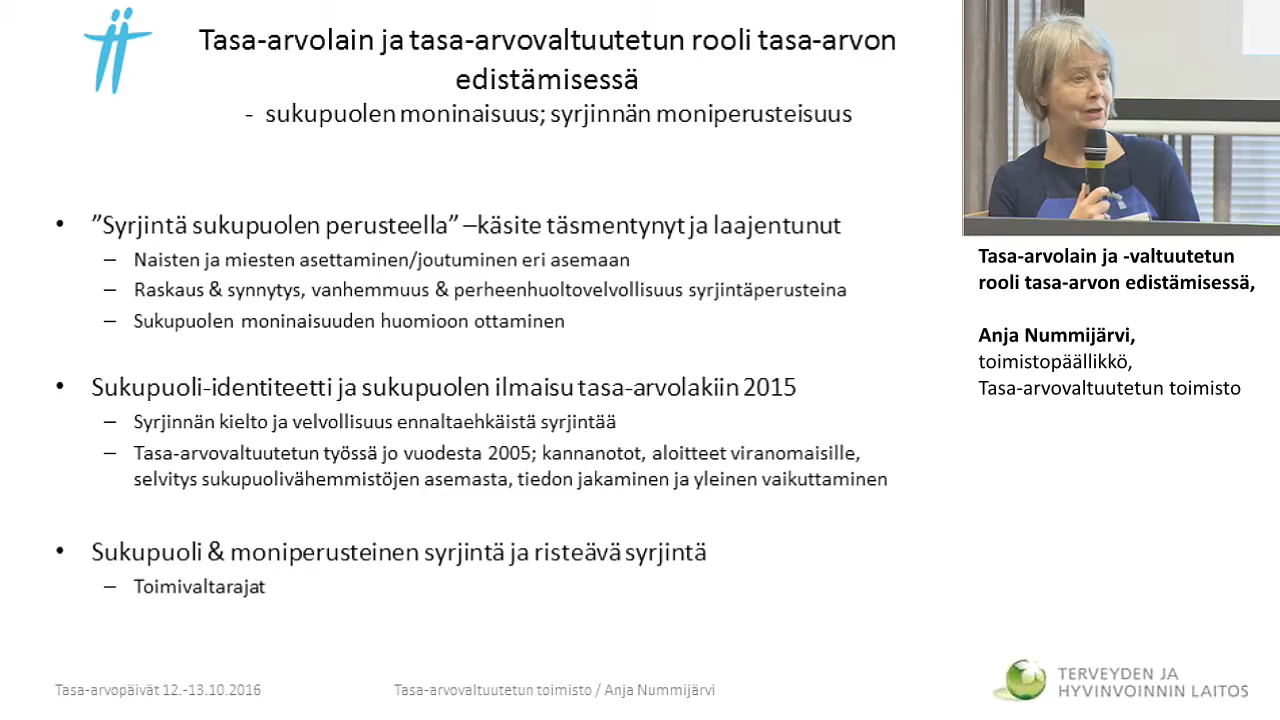 Tasa-arvolain ja tasa-arvovaltuutetun rooli tasa-arvon
edistämisessä
- sukupuolen moninaisuus; syrjinnän moniperusteisuus
• ”Syrjintä sukupuolen perusteella” –käsite täsmentynyt ja laajentunut
– Naisten ja miesten asettaminen/joutuminen eri asemaan
– Raskaus & synnytys, vanhemmuus & perheenhuoltovelvollisuus syrjintäperusteina
– Sukupuolen moninaisuuden huomioon ottaminen
• Sukupuoli-identiteetti ja sukupuolen ilmaisu tasa-arvolakiin 2015
– Syrjinnän kielto ja velvollisuus ennaltaehkäistä syrjintää
– Tasa-arvovaltuutetun työssä jo vuodesta 2005; kannanotot, aloitteet viranomaisille,
selvitys sukupuolivähemmistöjen asemasta, tiedon jakaminen ja yleinen vaikuttaminen
• Sukupuoli & moniperusteinen syrjintä ja risteävä syrjintä
– Toimivaltarajat
Tasa-arvopäivät 12.-13.10.2016
Tasa-arvovaltuutetun toimisto / Anja Nummijärvi
Tasa-arvolain ja -valtuutetun
rooli tasa-arvon edistämisessä,
Anja Nummijärvi,
toimistopäällikkö,
Tasa-arvovaltuutetun toimisto
TERVEYDEN JA
HYVINVOINNIN LAITOS